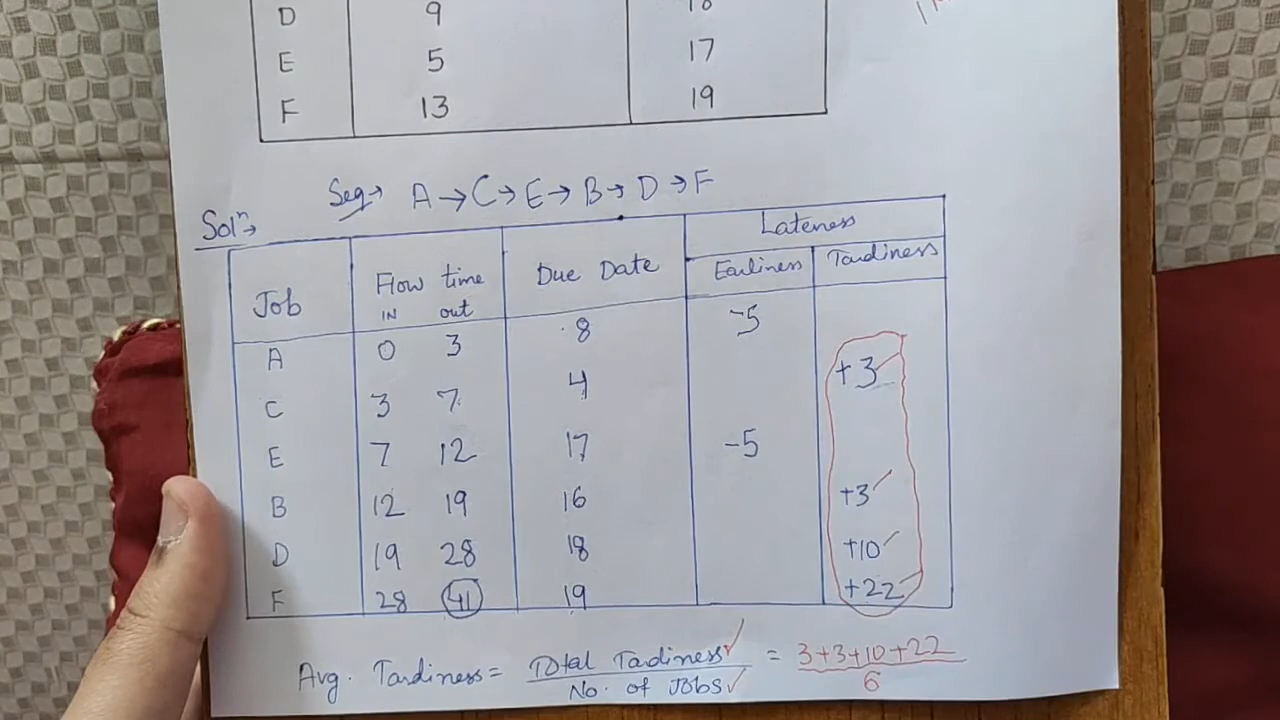 D 9 18
E 5 17
F 13 19
Seq→ A → C → E → B → D → F
Solⁿ→
Lateness
Job Flow time Due Date Earliness Tardiness
IN out
A 0 3 8 -5
C 3 7 4 +3
E 7 12 17 -5
B 12 19 16 +3
D 19 28 18 +10
F 28 41 19 +22
Avg. Tardiness = Total Tardiness / No. of Jobs = 3+3+10+22 / 6